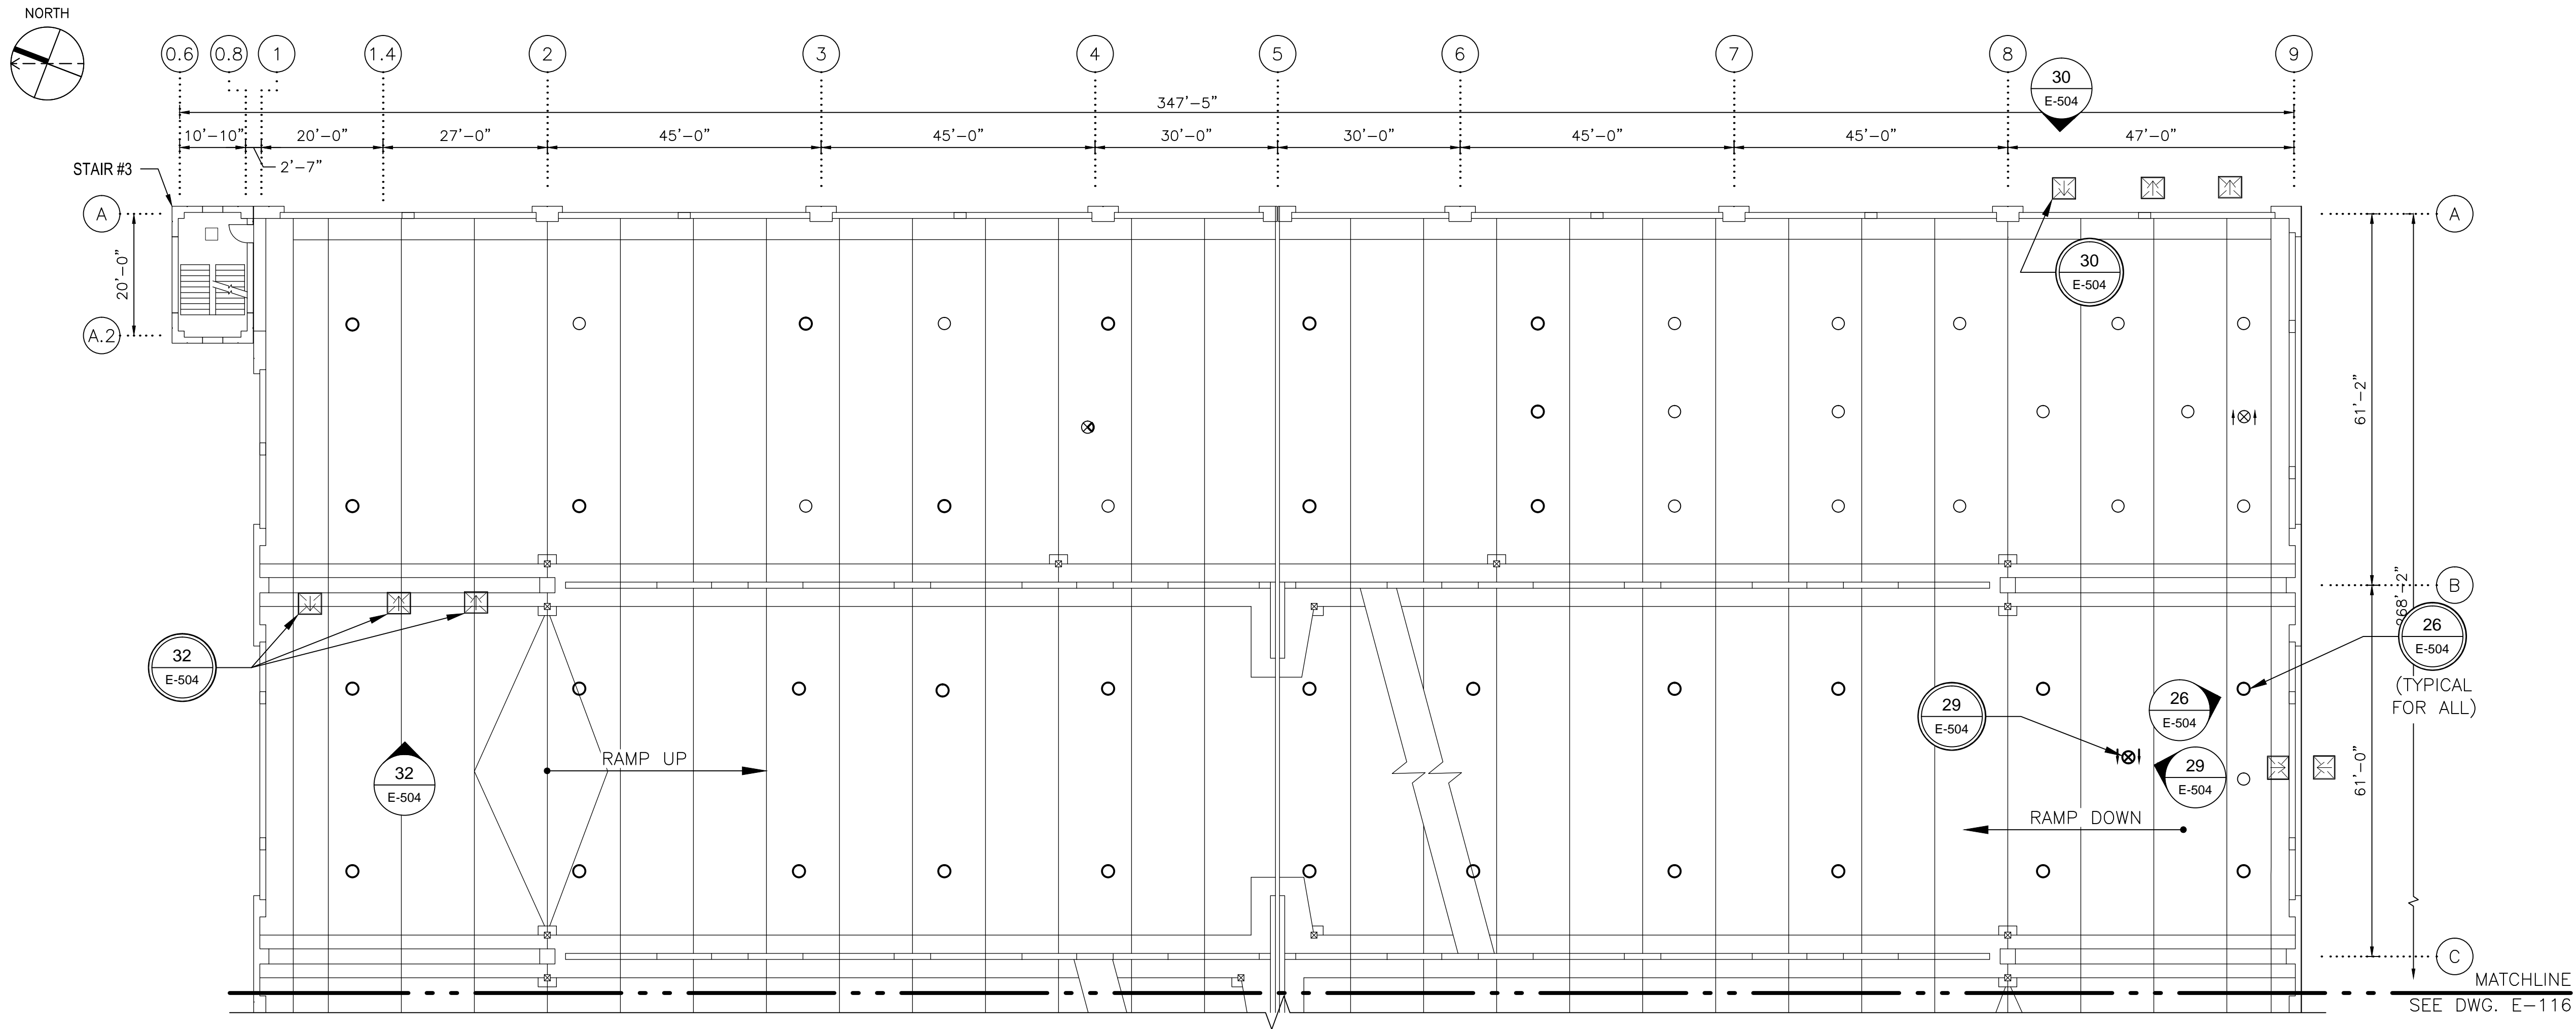 NORTH
0.6 0.8 1 1.4 2 3 4 5 6 7 8 9
30
E-504
347'-5"
10'-10" 20'-0" 27'-0" 45'-0" 45'-0" 30'-0" 30'-0" 45'-0" 45'-0" 47'-0"
2'-7"
STAIR #3
A A
20'-0"
30
E-504
A.2
61'-2"
268'-2"
B
32
E-504
26
E-504
(TYPICAL
FOR ALL)
26
E-504
29
E-504
RAMP UP
32
E-504
29
E-504
61'-0"
RAMP DOWN
C
MATCHLINE
SEE DWG. E-116